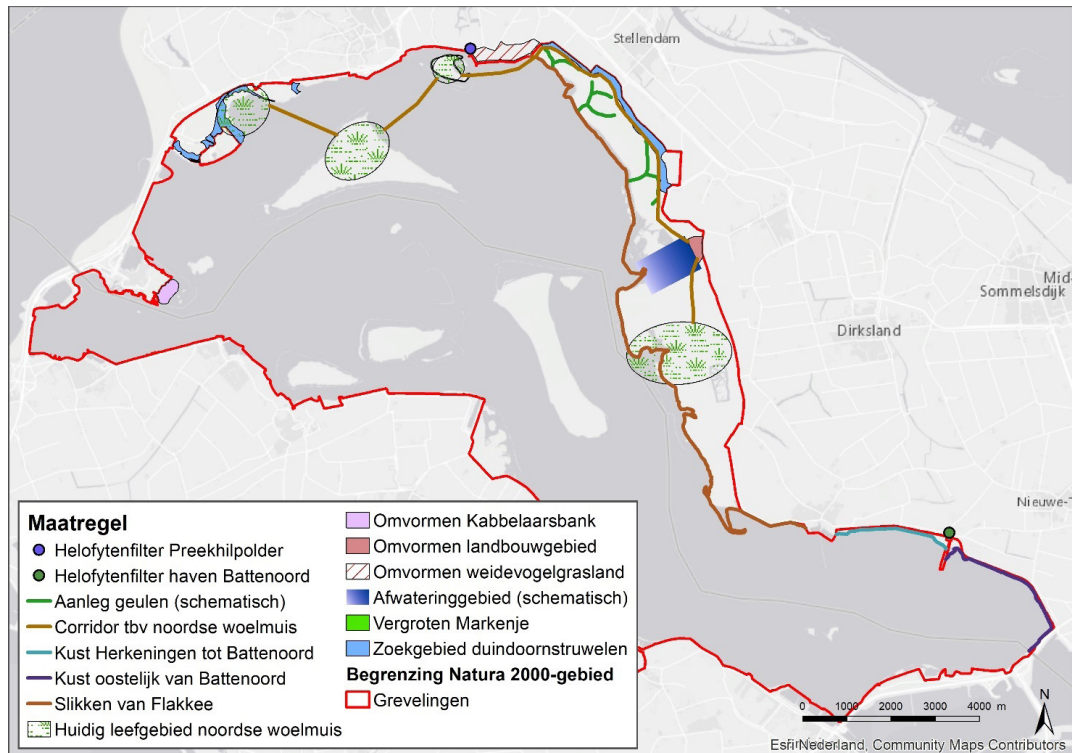 Stellendam
Mid-
Sommelsdijk
Dirksland
Nieuwe-T
Maatregel
Helofytenfilter Preekhilpolder
Helofytenfilter haven Battenoord
Aanleg geulen (schematisch)
Corridor tbv noordse woelmuis
Kust Herkeningen tot Battenoord
Kust oostelijk van Battenoord
Slikken van Flakkee
Huidig leefgebied noordse woelmuis
Omvormen Kabbelaarsbank
Omvormen landbouwgebied
Omvormen weidevogelgrasland
Afwateringgebied (schematisch)
Vergroten Markenje
Zoekgebied duindoornstruwelen
Begrenzing Natura 2000-gebied
Grevelingen
N
0 1000 2000 3000 4000 m
Esri Nederland, Community Maps Contributors